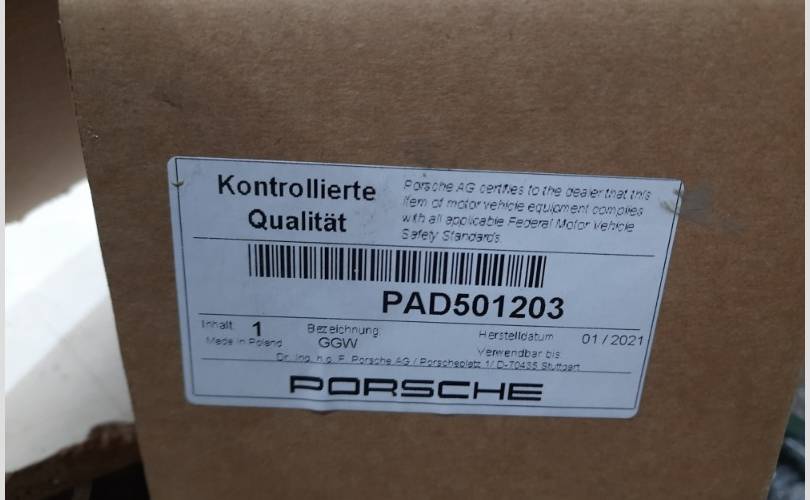 Kontrollierte
Qualität
Porsche AG certifies to the dealer that this
item of motor vehicle equipment complies
with all applicable Federal Motor Vehicle
Safety Standards.
PAD501203
Inhalt 1 Bezeichnung Herstelldatum 01/2021
Made in Poland GGW Verwendbar bis
Dr. Ing. h.c. F. Porsche AG / Porscheplatz 1/ D-70435 Stuttgart
PORSCHE